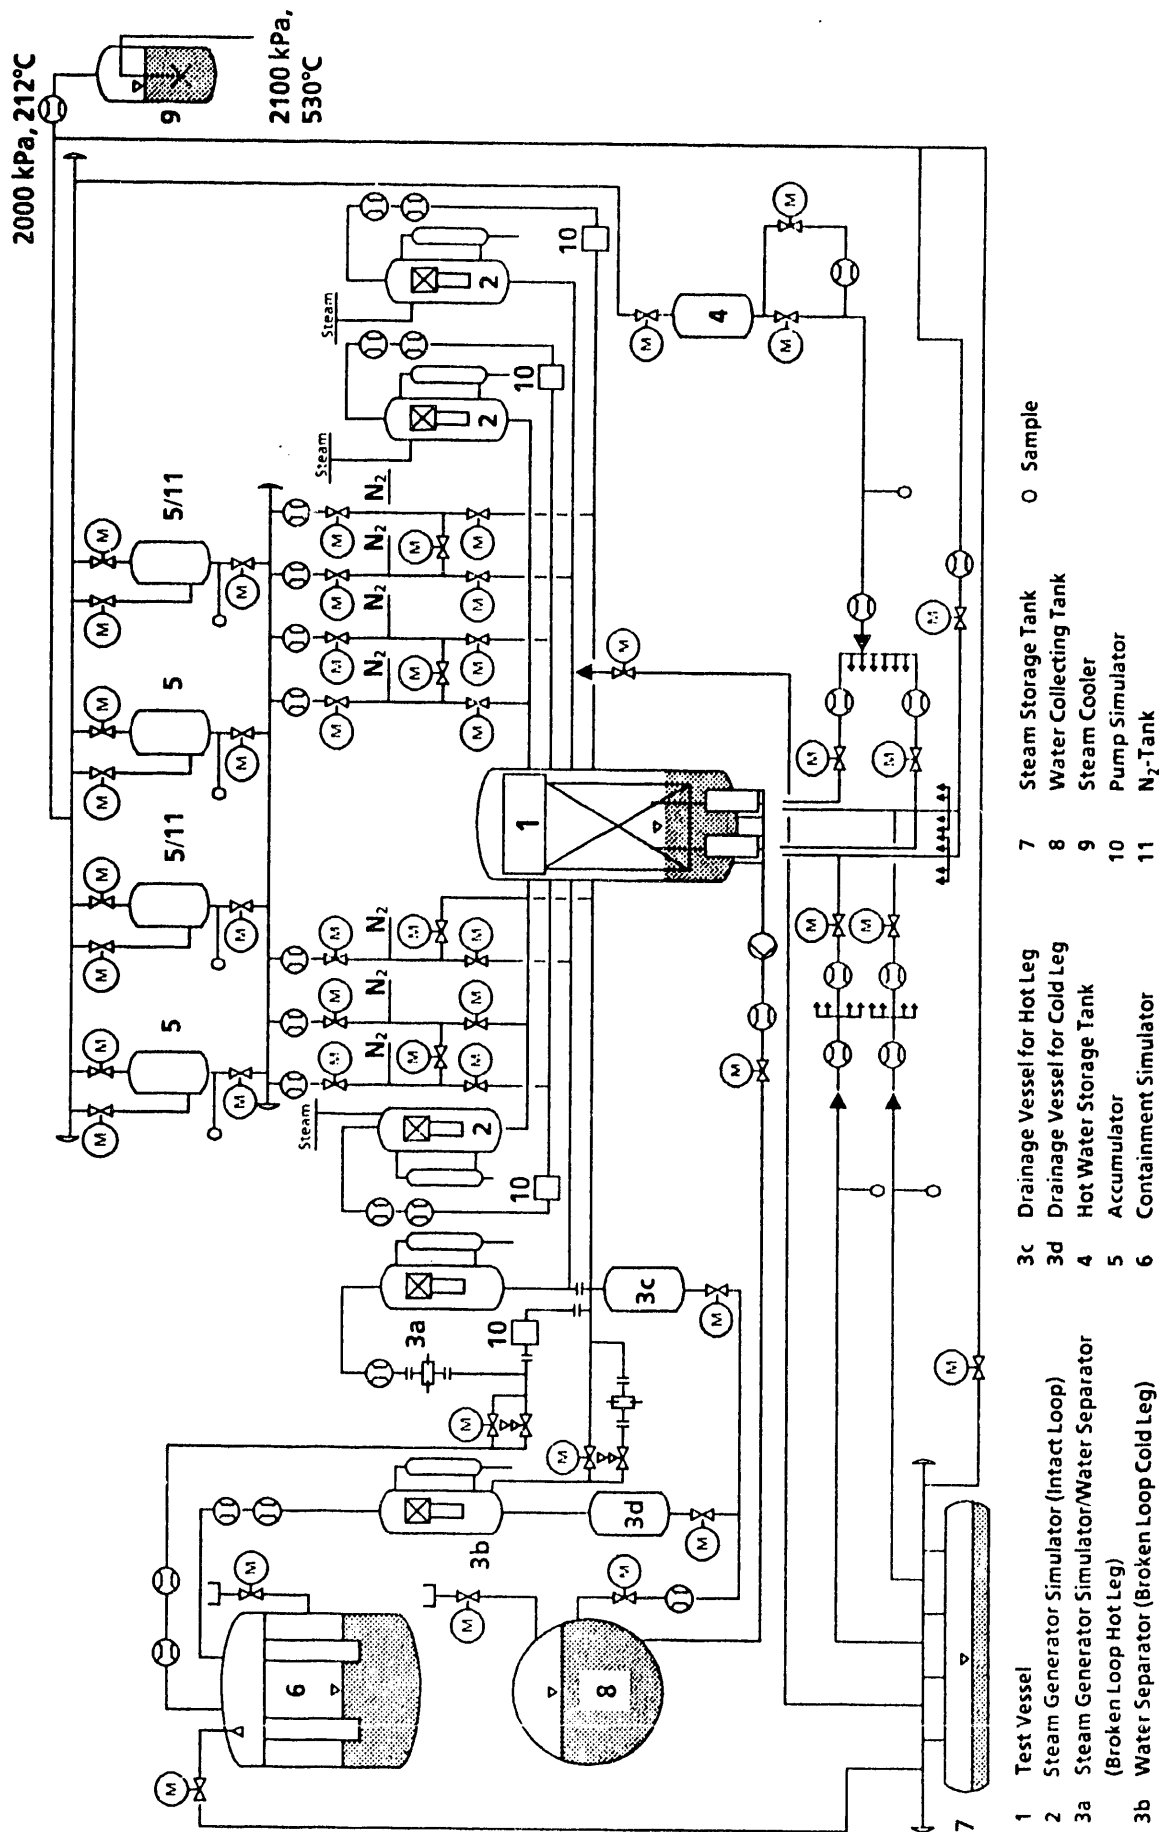 2000 kPa, 212°C
M M M M M M M M
M 5 5/11 5 5/11 9
M M M M M
2100 kPa,
530°C
6
Steam
Steam
Steam
M M M M M M M
N₂ N₂ N₂ N₂ N₂ N₂ N₂
3a M M M M
M M
M M M M M M M
3b 2 2 2
10
10 1 10 10
M
8 M M
3d 3c M
M M M 4
M M
M M
M M
M
M
7
1 Test Vessel
2 Steam Generator Simulator (Intact Loop)
3a Steam Generator Simulator/Water Separator
(Broken Loop Hot Leg)
3b Water Separator (Broken Loop Cold Leg)
3c Drainage Vessel for Hot Leg
3d Drainage Vessel for Cold Leg
4 Hot Water Storage Tank
5 Accumulator
6 Containment Simulator
7 Steam Storage Tank
8 Water Collecting Tank
9 Steam Cooler
10 Pump Simulator
11 N₂-Tank
O Sample